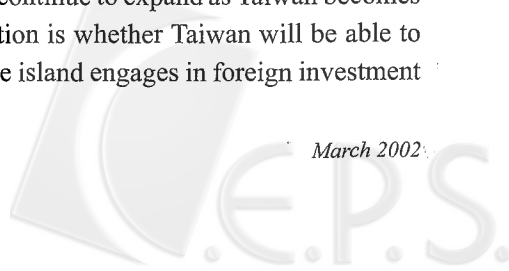 continue to expand as Taiwan becomes
tion is whether Taiwan will be able to
e island engages in foreign investment
March 2002
C.E.P.S.